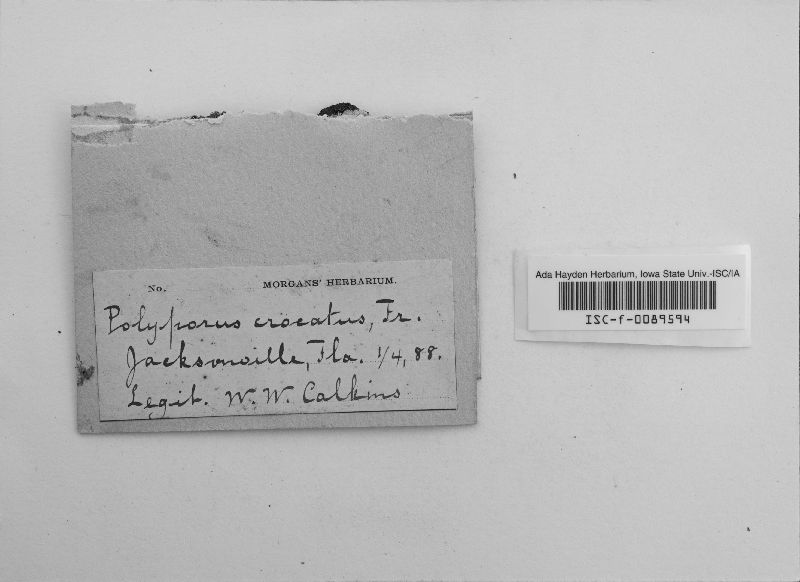 No. MORGANS' HERBARIUM.
Polyporus crocatus, Fr.
Jacksonville, Fla. 1/4, 88.
Legit. W. W. Calkins
Ada Hayden Herbarium, Iowa State Univ.-ISC/IA
ISC-f-0089594